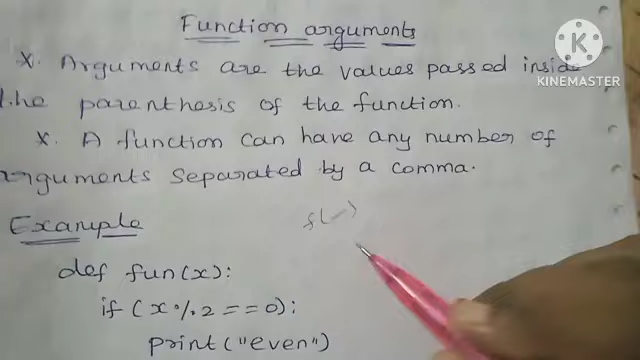 Function arguments
* Arguments are the values passed inside
the parenthesis of the function.
* A function can have any number of
arguments separated by a comma.
Example
f(—)
def fun(x):
if (x % 2 == 0):
print("even")
K
KINEMASTER